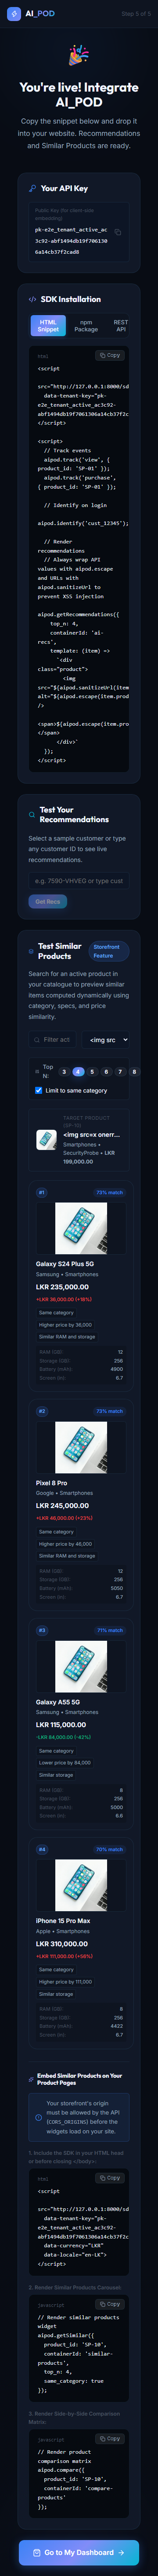 AI_POD
Step 5 of 5
You're live! Integrate
AI_POD
Copy the snippet below and drop it
into your website. Recommendations
and Similar Products are ready.
Your API Key
Public Key (for client-side
embedding)
pk-e2e_tenant_active_ac
3c92-abf1494db19f706130
6a14cb37f2cad8
SDK Installation
HTML
Snippet
npm
Package
REST
API
html
Copy
<script
src="http://127.0.0.1:8000/sd
data-tenant-key="pk-
e2e_tenant_active_ac3c92-
abf1494db19f7061306a14cb37f2c
</script>
<script>
// Track events
aipod.track('view', {
product_id: 'SP-01' });
aipod.track('purchase',
{ product_id: 'SP-01' });
// Identify on login
aipod.identify('cust_12345');
// Render
recommendations
// Always wrap API
values with aipod.escape
and URLs with
aipod.sanitizeUrl to
prevent XSS injection
aipod.getRecommendations({
top_n: 4,
containerId: 'ai-
recs',
template: (item) =>
`<div
class="product">
<img
src="${aipod.sanitizeUrl(item
alt="${aipod.escape(item.prod
/>
<span>${aipod.escape(item.pro
</span>
</div>`
});
</script>
Test Your
Recommendations
Select a sample customer or type
any customer ID to see live
recommendations.
e.g. 7590-VHVEG or type cust
Get Recs
Test Similar
Products
Storefront
Feature
Search for an active product in
your catalogue to preview similar
items computed dynamically using
category, specs, and price
similarity.
Filter acti
<img src
Top
N:
3
4
5
6
7
8
Limit to same category
TARGET PRODUCT
(SP-10)
<img src=x onerr...
Smartphones •
SecurityProbe • LKR
199,000.00
#1
73% match
Galaxy S24 Plus 5G
Samsung • Smartphones
LKR 235,000.00
+LKR 36,000.00 (+18%)
Same category
Higher price by 36,000
Similar RAM and storage
RAM (GB):
12
Storage (GB):
256
Battery (mAh):
4900
Screen (in):
6.7
#2
73% match
Pixel 8 Pro
Google • Smartphones
LKR 245,000.00
+LKR 46,000.00 (+23%)
Same category
Higher price by 46,000
Similar RAM and storage
RAM (GB):
12
Storage (GB):
256
Battery (mAh):
5050
Screen (in):
6.7
#3
71% match
Galaxy A55 5G
Samsung • Smartphones
LKR 115,000.00
-LKR 84,000.00 (-42%)
Same category
Lower price by 84,000
Similar storage
RAM (GB):
8
Storage (GB):
256
Battery (mAh):
5000
Screen (in):
6.6
#4
70% match
iPhone 15 Pro Max
Apple • Smartphones
LKR 310,000.00
+LKR 111,000.00 (+56%)
Same category
Higher price by 111,000
Similar storage
RAM (GB):
8
Storage (GB):
256
Battery (mAh):
4422
Screen (in):
6.7
Embed Similar Products on Your
Product Pages
Your storefront's origin
must be allowed by the API
(CORS_ORIGINS) before the
widgets load on your site.
1. Include the SDK in your HTML head
or before closing </body>:
html
Copy
<script
src="http://127.0.0.1:8000/sd
data-tenant-key="pk-
e2e_tenant_active_ac3c92-
abf1494db19f7061306a14cb37f2c
data-currency="LKR"
data-locale="en-LK">
</script>
2. Render Similar Products Carousel:
javascript
Copy
// Render similar products
widget
aipod.getSimilar({
product_id: 'SP-10',
containerId: 'similar-
products',
top_n: 4,
same_category: true
});
3. Render Side-by-Side Comparison
Matrix:
javascript
Copy
// Render product
comparison matrix
aipod.compare({
product_id: 'SP-10',
containerId: 'compare-
products'
});
Go to My Dashboard